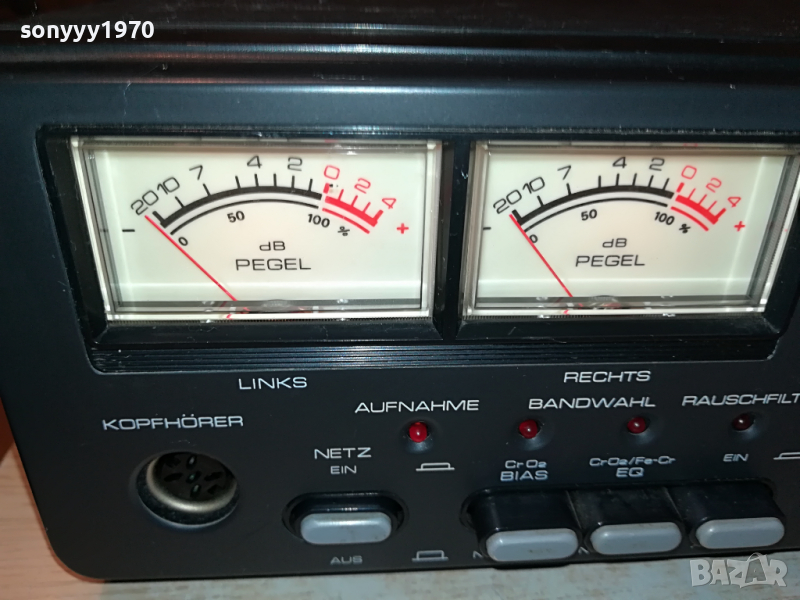 sonyyy1970
20 10 7 4 2 0 2 4
- 0 50 100 % +
dB
PEGEL
20 10 7 4 2 0 2 4
- 0 50 100 % +
dB
PEGEL
LINKS
RECHTS
KOPFHÖRER
AUFNAHME
BANDWAHL
RAUSCHFILT
NETZ
EIN
CrO2
BIAS
CrO2/Fe-Cr
EQ
EIN
AUS
BAZAR